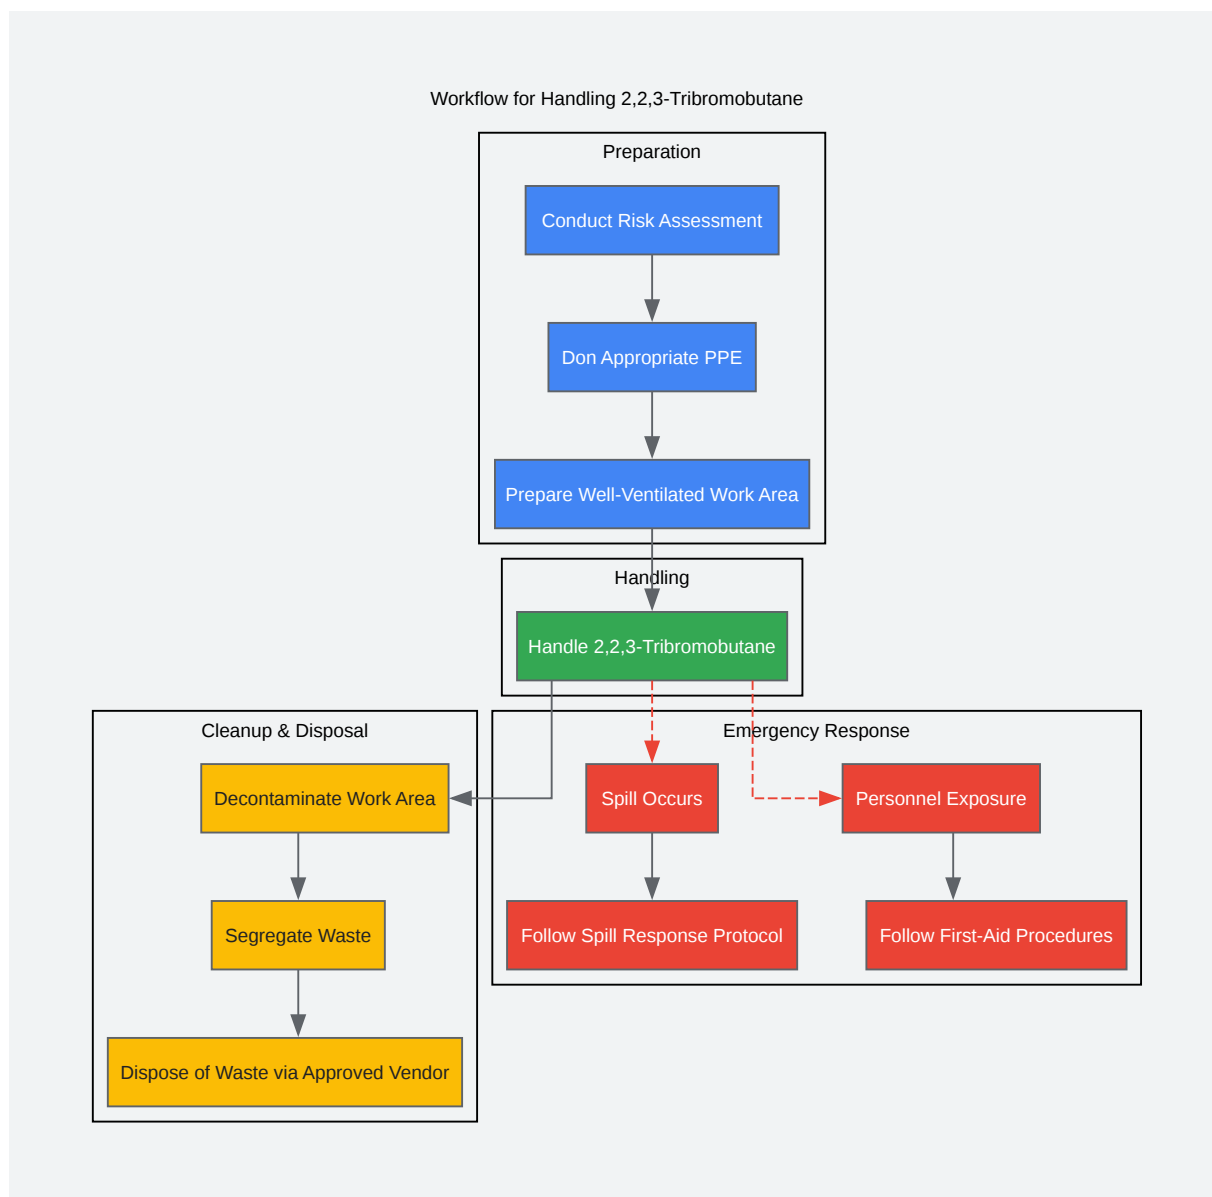 Workflow for Handling 2,2,3-Tribromobutane
Preparation
Conduct Risk Assessment
Don Appropriate PPE
Prepare Well-Ventilated Work Area
Handling
Handle 2,2,3-Tribromobutane
Cleanup & Disposal
Decontaminate Work Area
Segregate Waste
Dispose of Waste via Approved Vendor
Emergency Response
Spill Occurs
Personnel Exposure
Follow Spill Response Protocol
Follow First-Aid Procedures